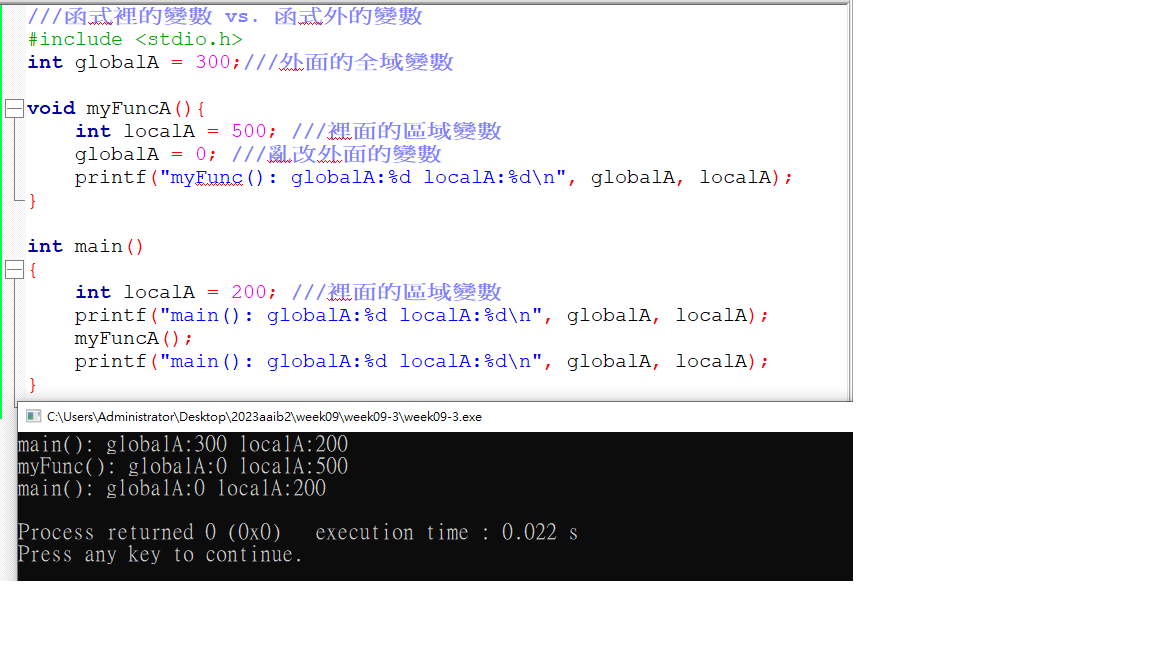 ///函式裡的變數 vs. 函式外的變數
#include <stdio.h>
int globalA = 300;///外面的全域變數
void myFuncA(){
int localA = 500; ///裡面的區域變數
globalA = 0; ///亂改外面的變數
printf("myFunc(): globalA:%d localA:%d\n", globalA, localA);
}
int main()
{
int localA = 200; ///裡面的區域變數
printf("main(): globalA:%d localA:%d\n", globalA, localA);
myFuncA();
printf("main(): globalA:%d localA:%d\n", globalA, localA);
}
C:\Users\Administrator\Desktop\2023aaib2\week09\week09-3\week09-3.exe
main(): globalA:300 localA:200
myFunc(): globalA:0 localA:500
main(): globalA:0 localA:200
Process returned 0 (0x0)   execution time : 0.022 s
Press any key to continue.